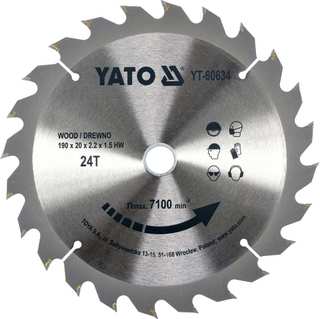 YATO
YT-60634
WOOD / DREWNO
190 x 20 x 2.2 x 1.5 HW
24T
nmax. 7100 min⁻¹
TOYA S.A., ul. Sołtysowicka 13-15, 51-168 Wrocław, Poland; www.yato.com